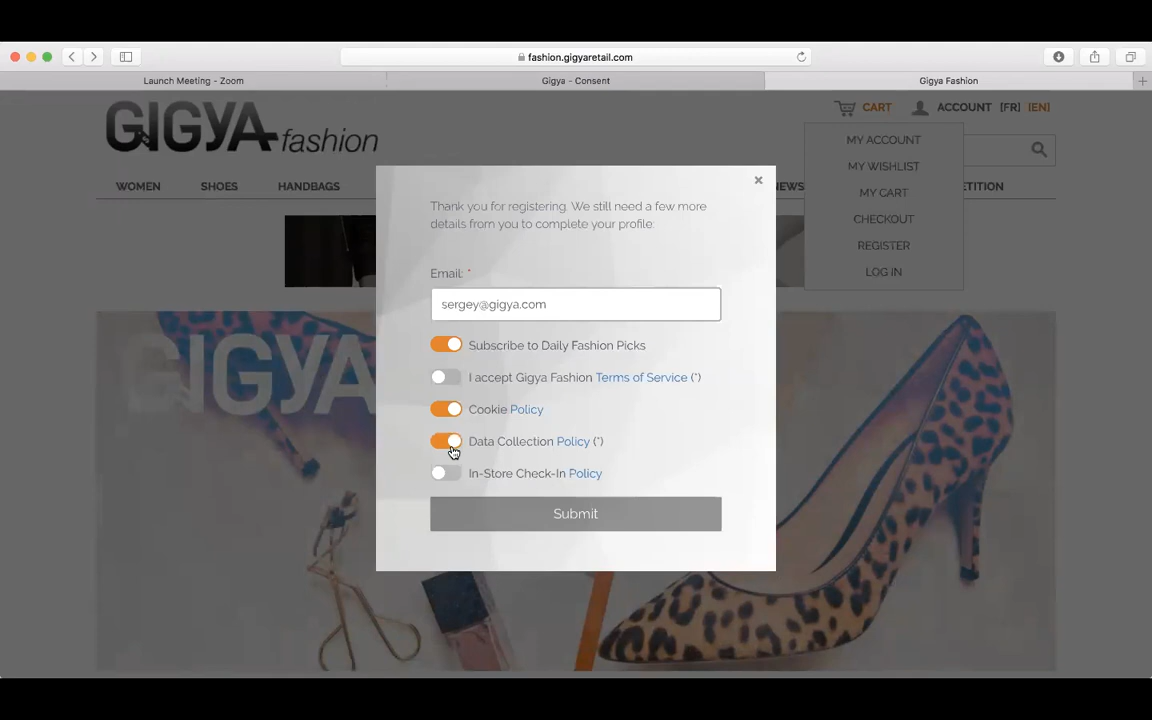 fashion.gigyaretail.com
Launch Meeting - Zoom
Gigya - Consent
Gigya Fashion
GIGYA fashion
CART
ACCOUNT [FR] [EN]
MY ACCOUNT
MY WISHLIST
MY CART
CHECKOUT
REGISTER
LOG IN
WOMEN
SHOES
HANDBAGS
NEWS
GIGYA
Thank you for registering. We still need a few more
details from you to complete your profile:
Email: *
sergey@gigya.com
Subscribe to Daily Fashion Picks
I accept Gigya Fashion Terms of Service (*)
Cookie Policy
Data Collection Policy (*)
In-Store Check-In Policy
Submit